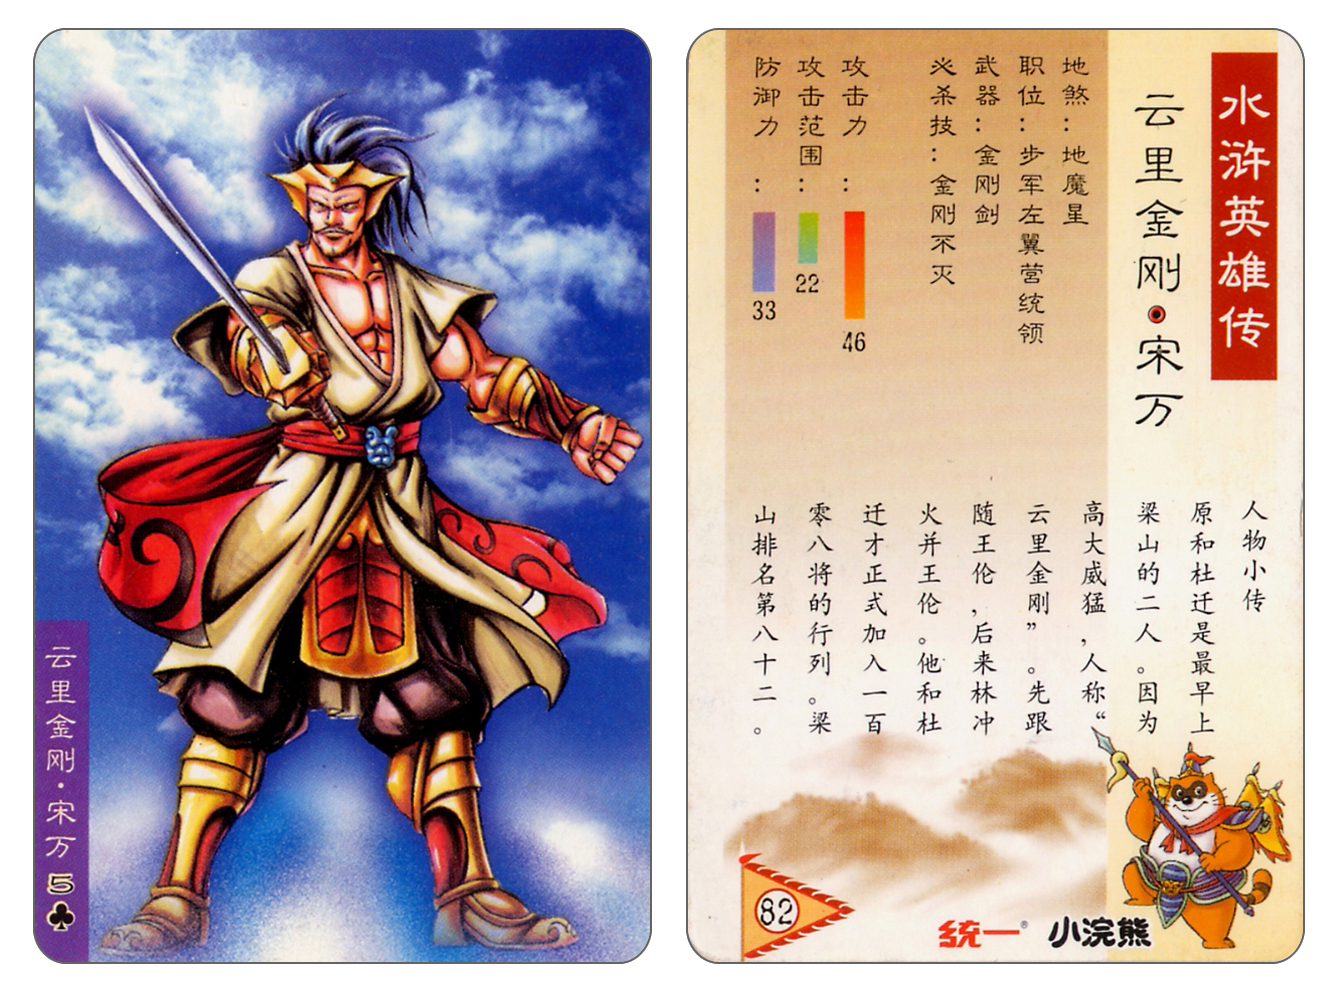 云里金刚·宋万
5
水浒英雄传
云里金刚·宋万
地煞：地魔星
职位：步军左翼营统领
武器：金刚剑
必杀技：金刚不灭
攻击力：46
攻击范围：22
防御力：33
人物小传
原和杜迁是最早上
梁山的二人。因为
高大威猛，人称“
云里金刚”。先跟
随王伦，后来林冲
火并王伦。他和杜
迁才正式加入一百
零八将的行列。梁
山排名第八十二。
82
统一®
小浣熊